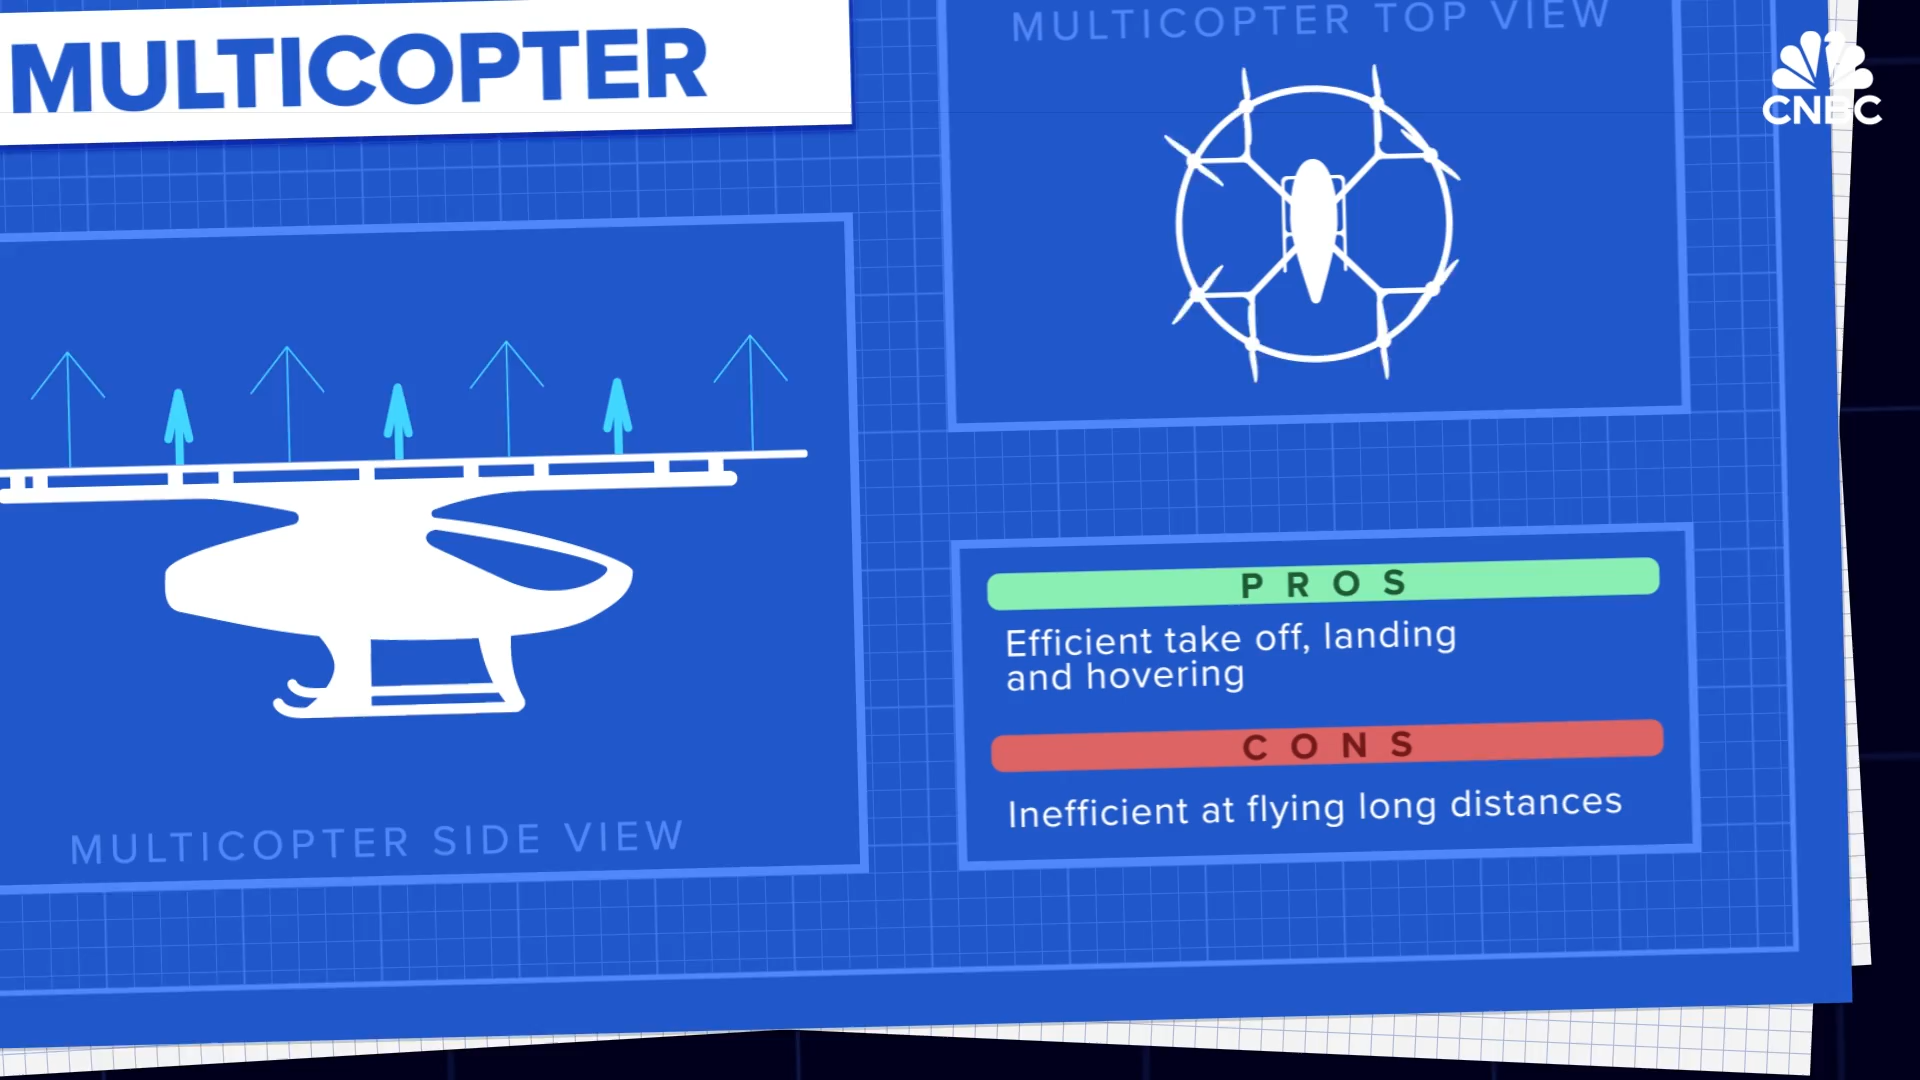 MULTICOPTER
MULTICOPTER TOP VIEW
CNBC
MULTICOPTER SIDE VIEW
PROS
Efficient take off, landing
and hovering
CONS
Inefficient at flying long distances